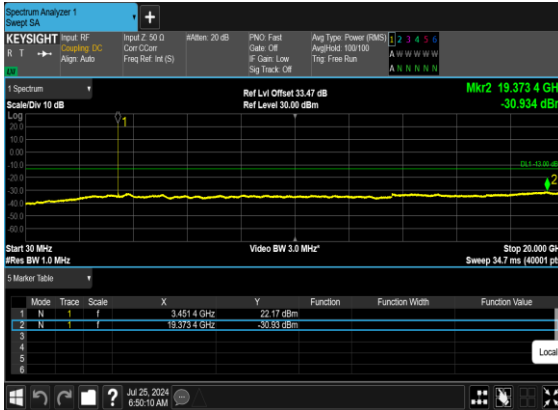 Spectrum Analyzer 1
Swept SA
+
KEYSIGHT Input: RF Input Z: 50 Ω #Atten: 20 dB PNO: Fast Avg Type: Power (RMS) 1 2 3 4 5 6
R T Coupling: DC Corr CCorr Gate: Off Avg|Hold: 100/100 A W W W W W
Align: Auto Freq Ref: Int (S) IF Gain: Low Trig: Free Run
Sig Track: Off A N N N N N
1 Spectrum Ref Lvl Offset 33.47 dB Mkr2 19.373 4 GH
Scale/Div 10 dB Ref Level 30.00 dBm -30.934 dBr
Log
20.0
10.0
0.00
-10.0
-20.0
-30.0
-40.0
-50.0
-60.0
1
DL1 -13.00 dB
2
Start 30 MHz Video BW 3.0 MHz* Stop 20.000 GH
#Res BW 1.0 MHz Sweep 34.7 ms (40001 pt
5 Marker Table
Mode Trace Scale X Y Function Function Width Function Value
1 N 1 f 3.451 4 GHz 22.17 dBm
2 N 1 f 19.373 4 GHz -30.93 dBm
3
4
5
6
Local
? Jul 25, 2024
6:50:10 AM